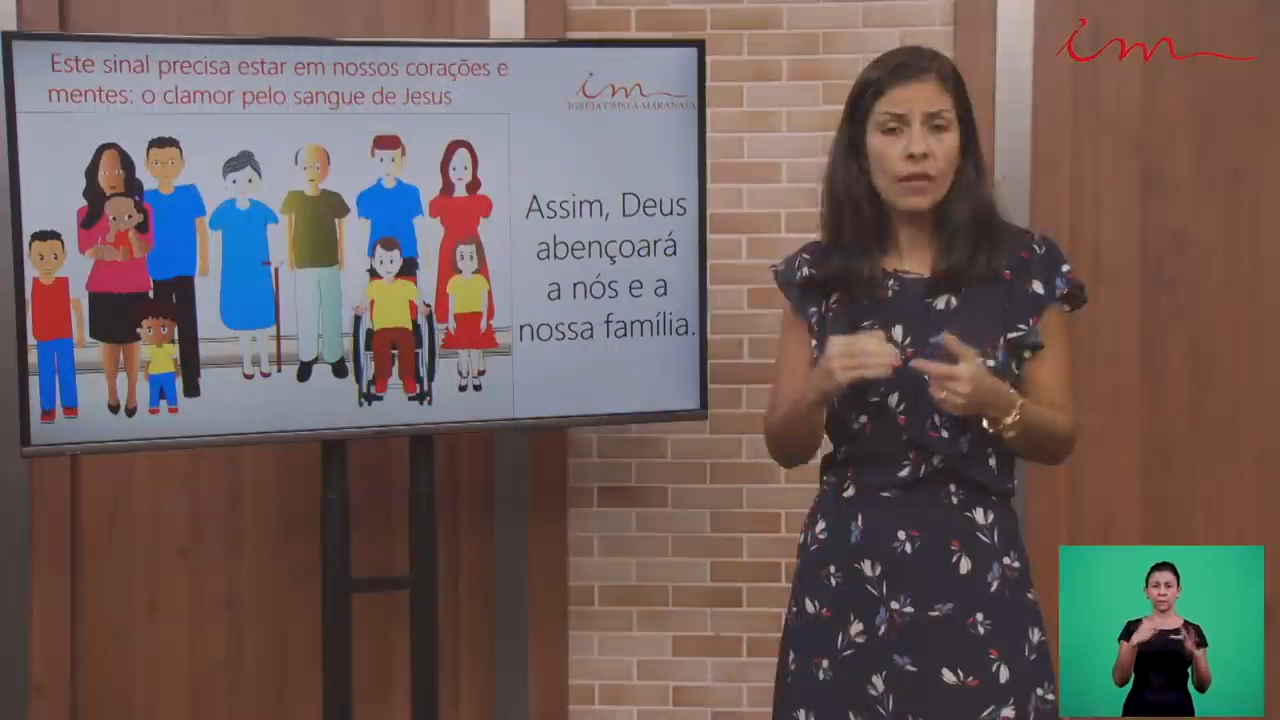 Este sinal precisa estar em nossos corações e
mentes: o clamor pelo sangue de Jesus
im
IGREJA CRISTÃ MARANATA
Assim, Deus
abençoará
a nós e a
nossa família.
im